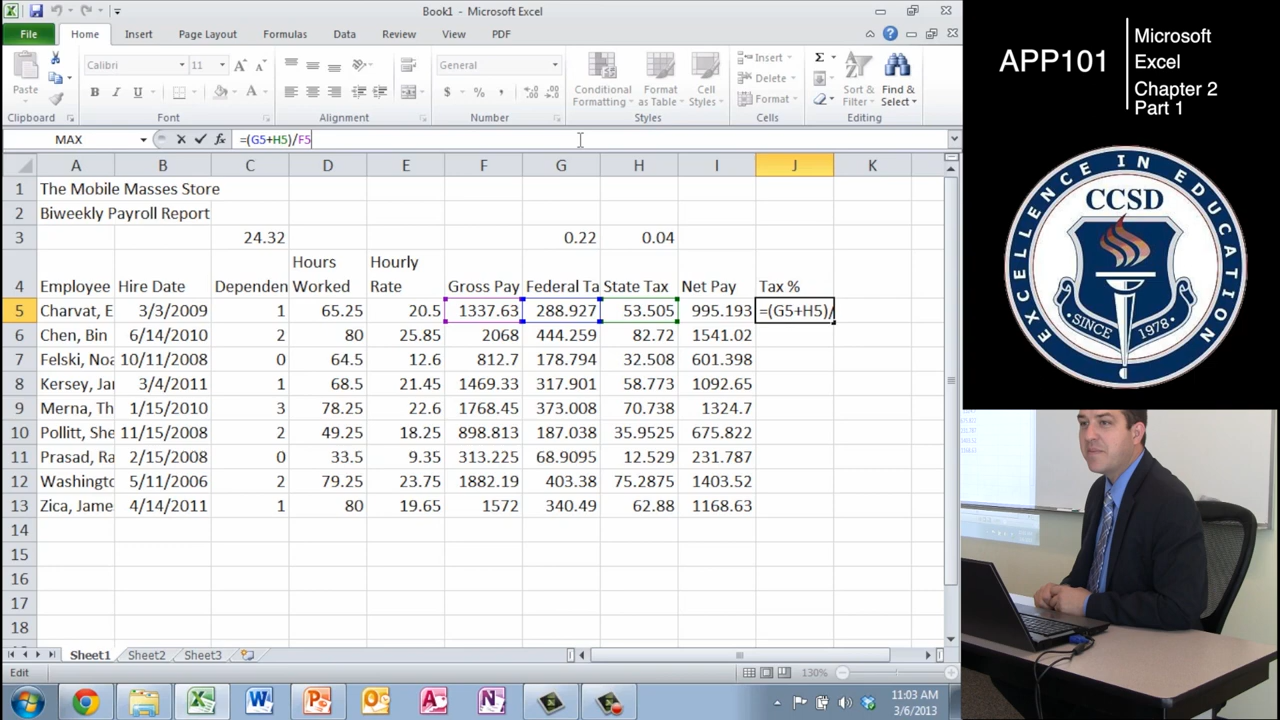 Book1 - Microsoft Excel
File Home Insert Page Layout Formulas Data Review View PDF
Calibri 11 General Insert
Paste B I U $ % , Conditional Formatting Format as Table Cell Styles Delete Format Σ Sort & Filter Find & Select
Clipboard Font Alignment Number Styles Cells Editing
MAX fx =(G5+H5)/F5
A B C D E F G H I J K
1 The Mobile Masses Store
2 Biweekly Payroll Report
3 24.32 0.22 0.04
4 Employee Hire Date Dependen Hours Worked Hourly Rate Gross Pay Federal Ta State Tax Net Pay Tax %
5 Charvat, E 3/3/2009 1 65.25 20.5 1337.63 288.927 53.505 995.193 =(G5+H5)/
6 Chen, Bin 6/14/2010 2 80 25.85 2068 444.259 82.72 1541.02
7 Felski, Noa 10/11/2008 0 64.5 12.6 812.7 178.794 32.508 601.398
8 Kersey, Jar 3/4/2011 1 68.5 21.45 1469.33 317.901 58.773 1092.65
9 Merna, Th 1/15/2010 3 78.25 22.6 1768.45 373.008 70.738 1324.7
10 Pollitt, She 11/15/2008 2 49.25 18.25 898.813 187.038 35.9525 675.822
11 Prasad, Ra 2/15/2008 0 33.5 9.35 313.225 68.9095 12.529 231.787
12 Washingto 5/11/2006 2 79.25 23.75 1882.19 403.38 75.2875 1403.52
13 Zica, Jame 4/14/2011 1 80 19.65 1572 340.49 62.88 1168.63
14
15
16
17
18
Sheet1 Sheet2 Sheet3
Edit 130%
11:03 AM
3/6/2013
APP101
Microsoft
Excel
Chapter 2
Part 1
EXCELLENCE IN EDUCATION
CCSD
SINCE 1978